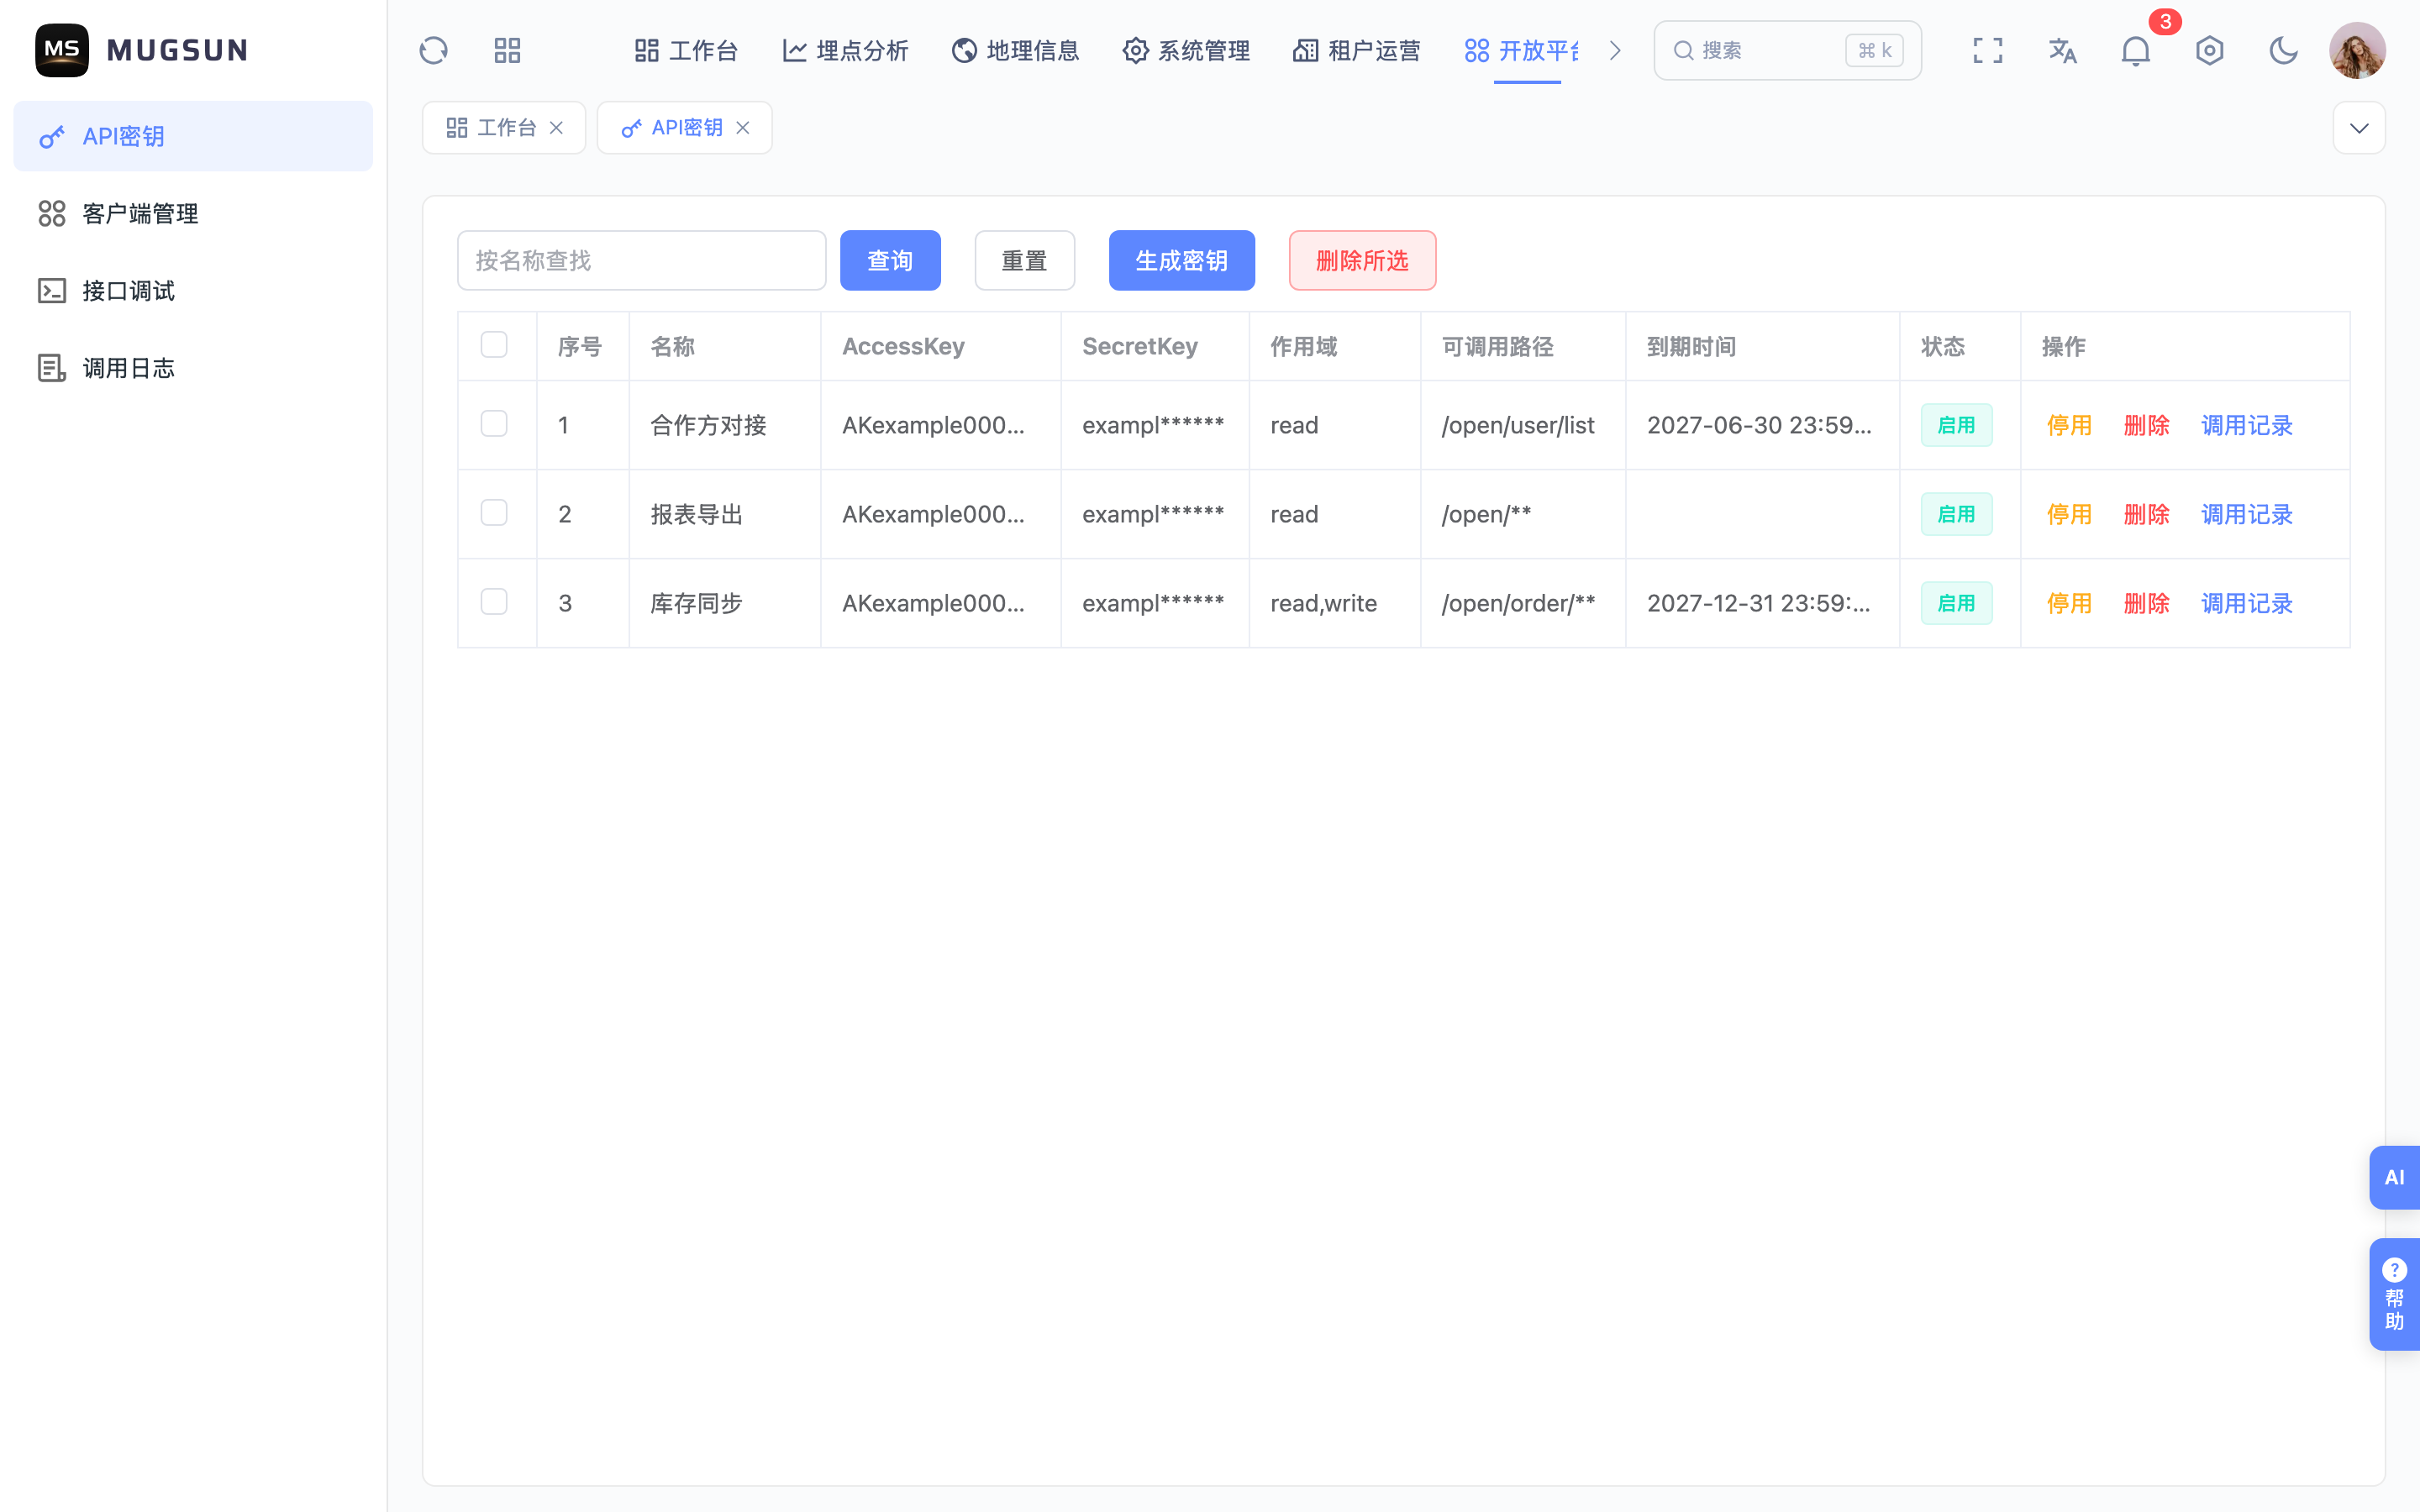 MS MUGSUN
工作台 埋点分析 地理信息 系统管理 租户运营 开放平台 搜索 ⌘ k 3
工作台 API密钥
API密钥
客户端管理
接口调试
调用日志
按名称查找 查询 重置 生成密钥 删除所选
序号 名称 AccessKey SecretKey 作用域 可调用路径 到期时间 状态 操作
1 合作方对接 AKexample000... exampl****** read /open/user/list 2027-06-30 23:59... 启用 停用 删除 调用记录
2 报表导出 AKexample000... exampl****** read /open/** 启用 停用 删除 调用记录
3 库存同步 AKexample000... exampl****** read,write /open/order/** 2027-12-31 23:59:... 启用 停用 删除 调用记录
AI
?
帮
助